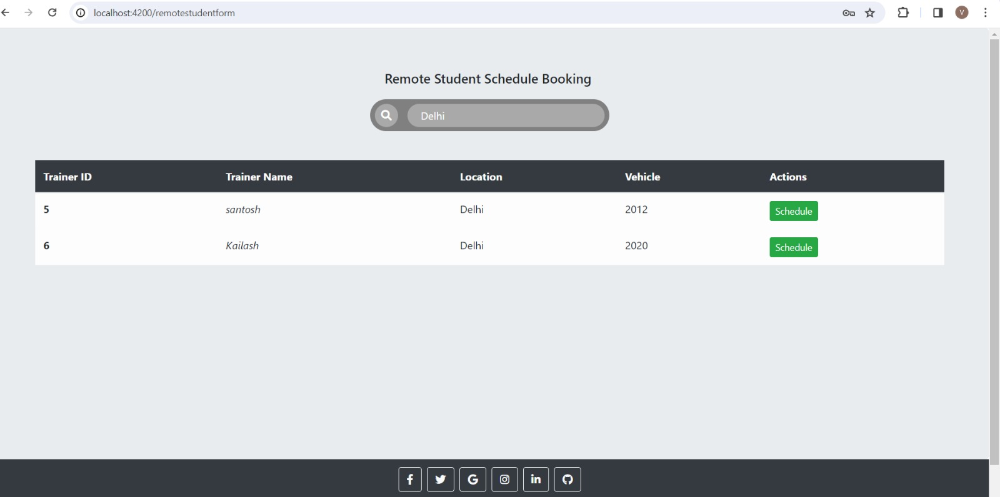 localhost:4200/remotestudentform
V
Remote Student Schedule Booking
Delhi
Trainer ID Trainer Name Location Vehicle Actions
5 santosh Delhi 2012 Schedule
6 Kailash Delhi 2020 Schedule